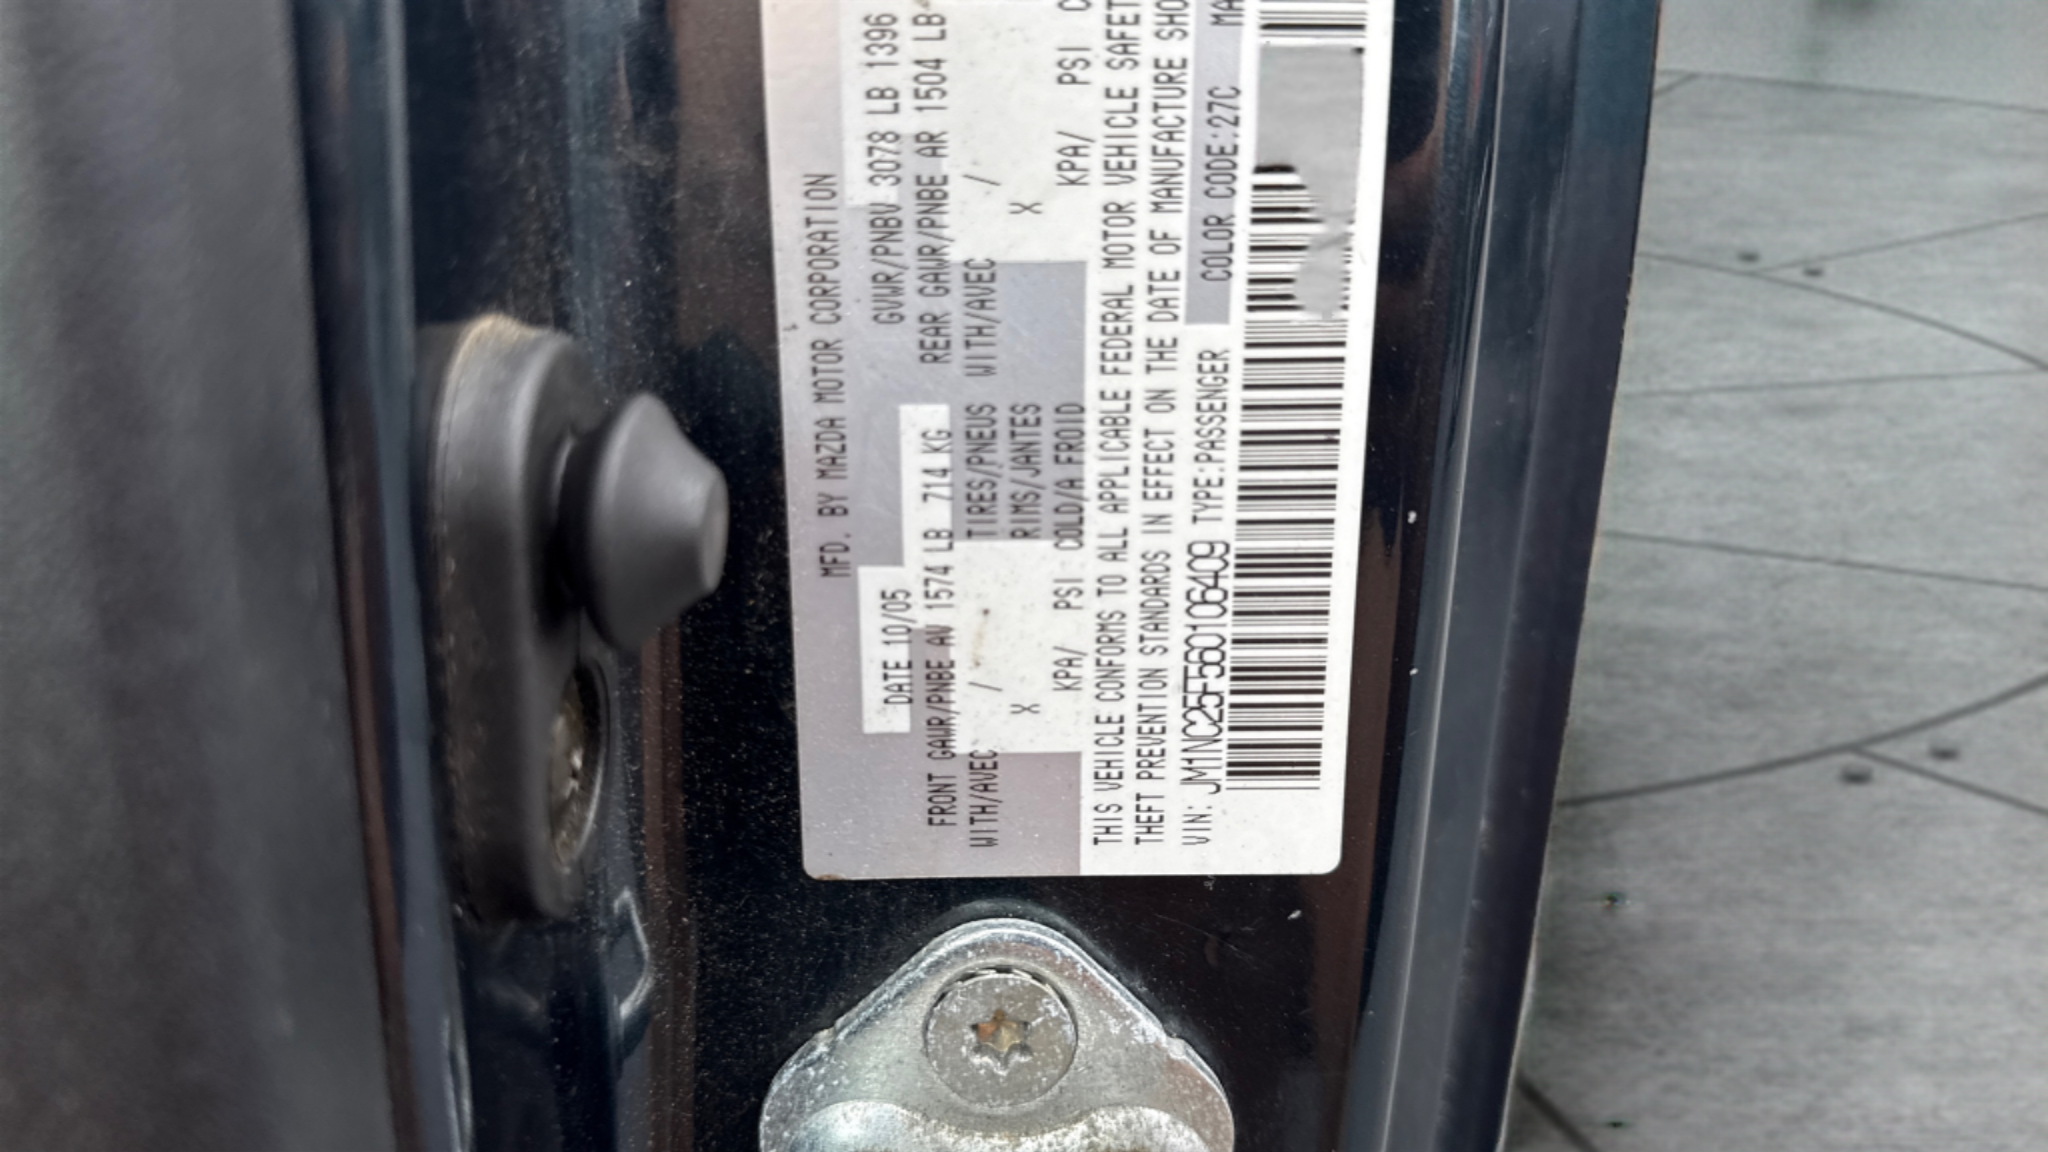 MFD. BY MAZDA MOTOR CORPORATION
DATE 10/05 GVWR/PNBV 3078 LB 1396
FRONT GAWR/PNBE AV 1574 LB 714 KG REAR GAWR/PNBE AR 1504 LB
WITH/AVEC / TIRES/PNEUS WITH/AVEC /
X RIMS/JANTES X
KPA/ PSI COLD/A FROID KPA/ PSI C
THIS VEHICLE CONFORMS TO ALL APPLICABLE FEDERAL MOTOR VEHICLE SAFET
THEFT PREVENTION STANDARDS IN EFFECT ON THE DATE OF MANUFACTURE SHO
VIN: JM1NC25F560106409 TYPE:PASSENGER COLOR CODE:27C MA